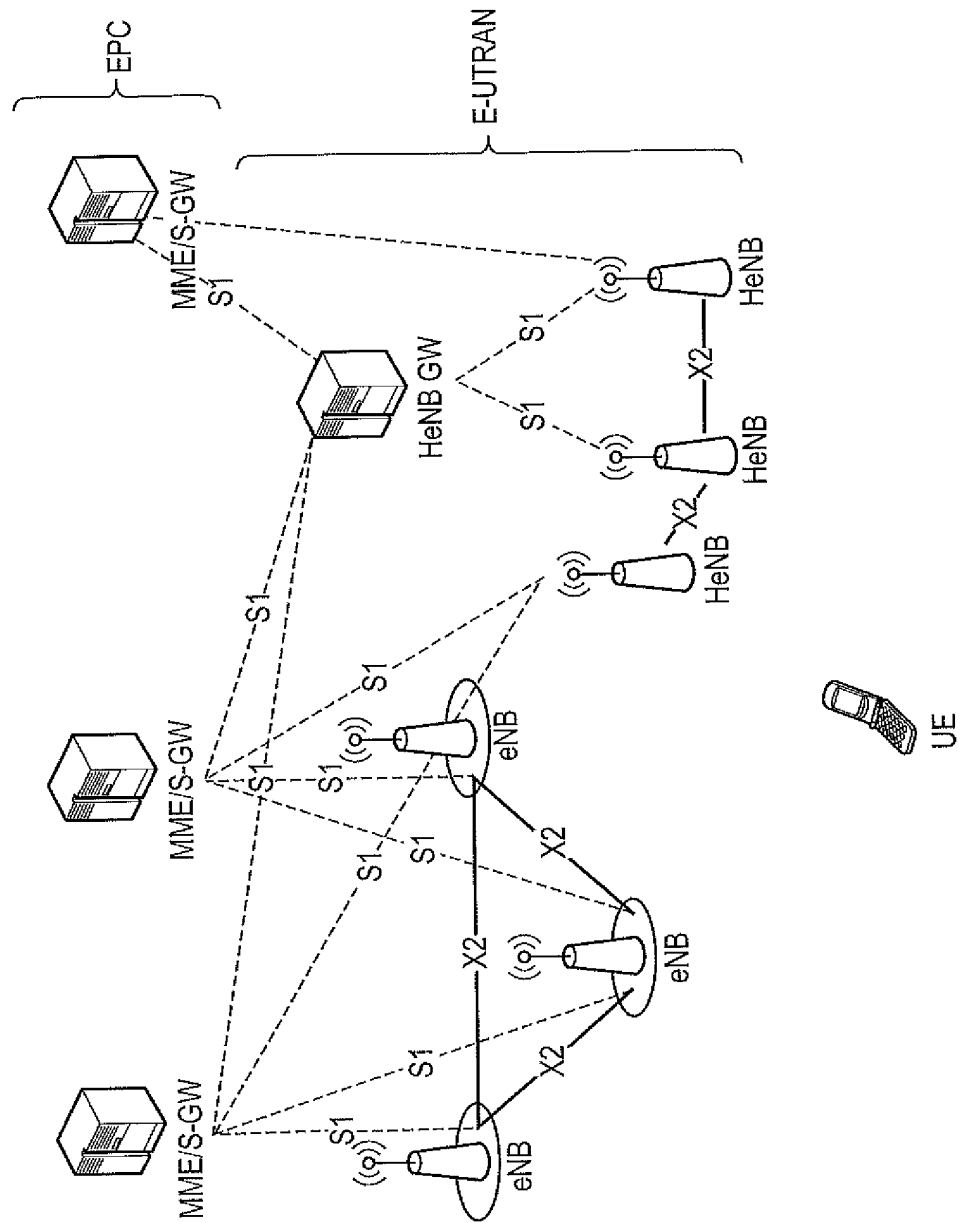 EPC
MME/S-GW
MME/S-GW
MME/S-GW
S1
S1
S1
S1
S1
S1
S1
S1
S1
S1
S1
HeNB GW
E-UTRAN
eNB
eNB
X2
X2
X2
eNB
HeNB
X2
HeNB
X2
HeNB
UE